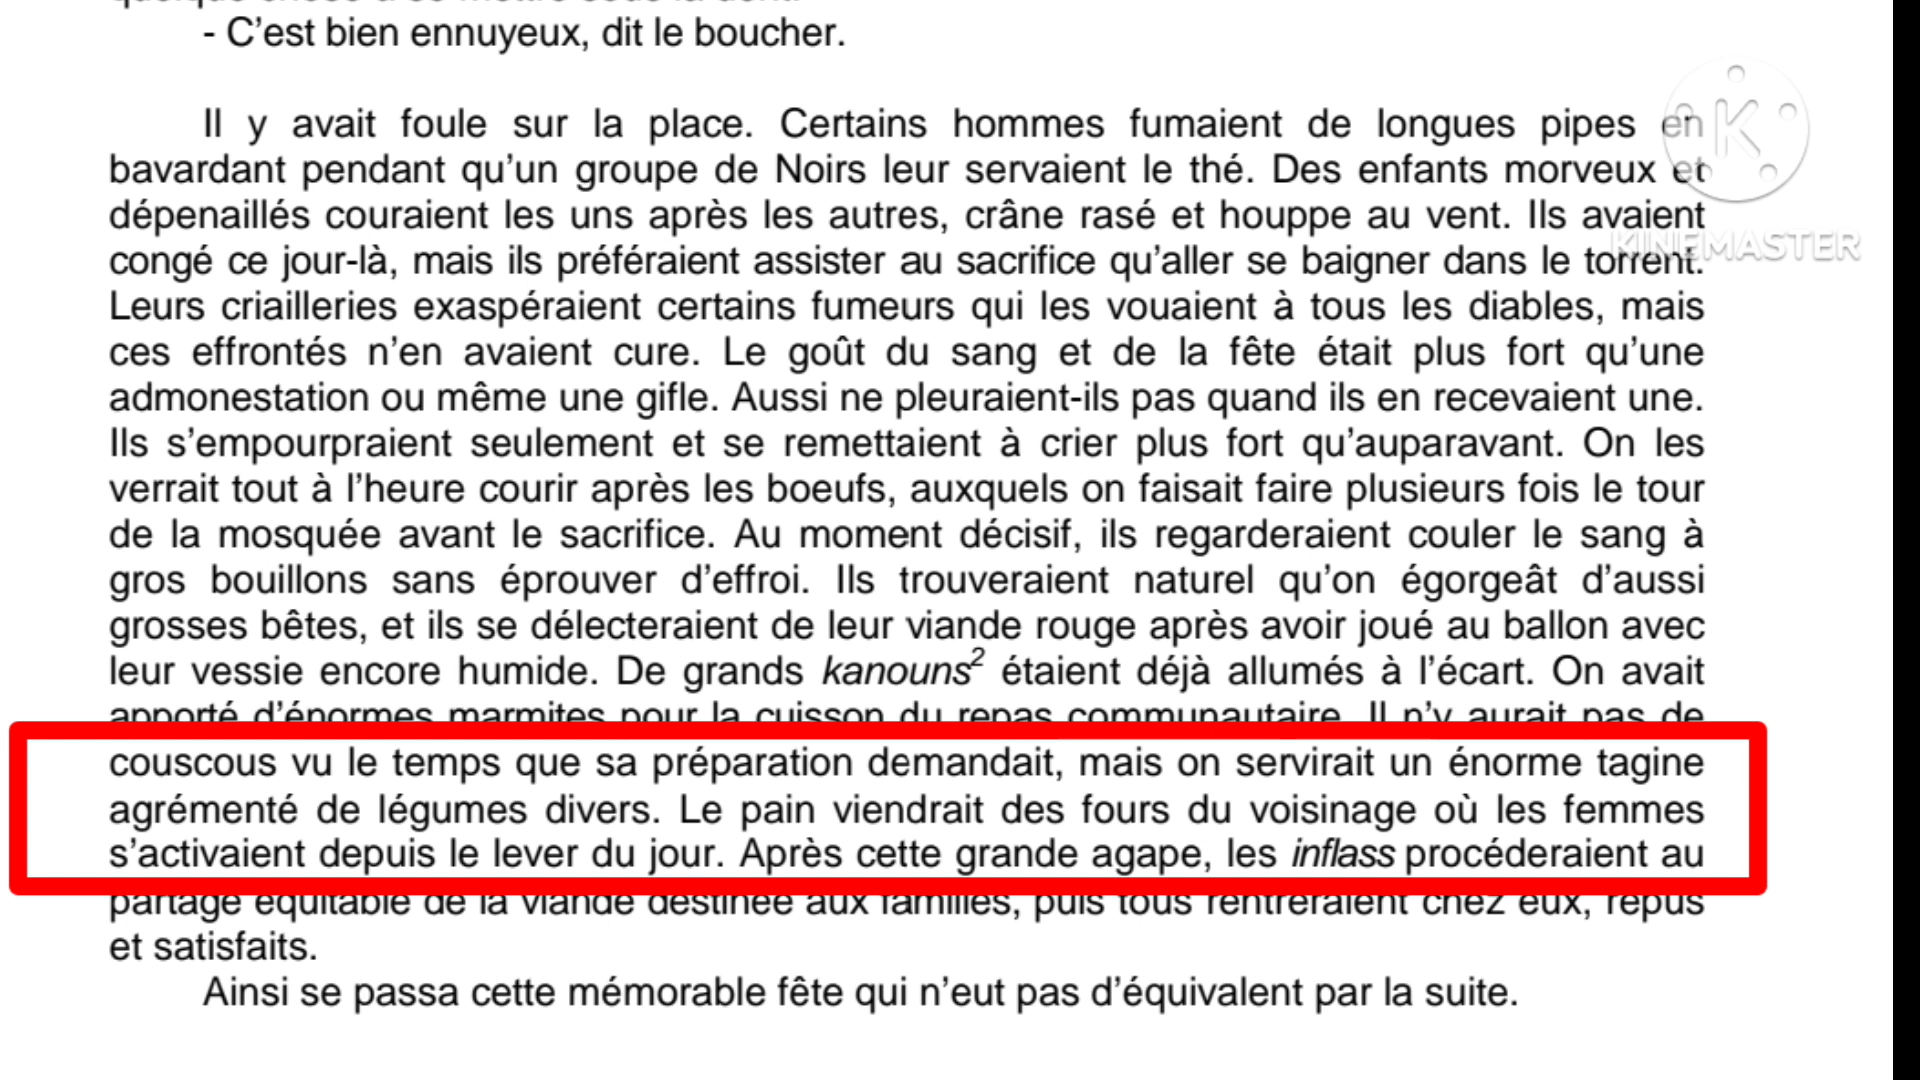 quelque chose à se mettre sous la dent.
- C’est bien ennuyeux, dit le boucher.
Il y avait foule sur la place. Certains hommes fumaient de longues pipes en
bavardant pendant qu’un groupe de Noirs leur servaient le thé. Des enfants morveux et
dépenaillés couraient les uns après les autres, crâne rasé et houppe au vent. Ils avaient
congé ce jour-là, mais ils préféraient assister au sacrifice qu’aller se baigner dans le torrent.
Leurs criailleries exaspéraient certains fumeurs qui les vouaient à tous les diables, mais
ces effrontés n’en avaient cure. Le goût du sang et de la fête était plus fort qu’une
admonestation ou même une gifle. Aussi ne pleuraient-ils pas quand ils en recevaient une.
Ils s’empourpraient seulement et se remettaient à crier plus fort qu’auparavant. On les
verrait tout à l’heure courir après les boeufs, auxquels on faisait faire plusieurs fois le tour
de la mosquée avant le sacrifice. Au moment décisif, ils regarderaient couler le sang à
gros bouillons sans éprouver d’effroi. Ils trouveraient naturel qu’on égorgeât d’aussi
grosses bêtes, et ils se délecteraient de leur viande rouge après avoir joué au ballon avec
leur vessie encore humide. De grands kanouns² étaient déjà allumés à l’écart. On avait
apporté d’énormes marmites pour la cuisson du repas communautaire. Il n’y aurait pas de
couscous vu le temps que sa préparation demandait, mais on servirait un énorme tagine
agrémenté de légumes divers. Le pain viendrait des fours du voisinage où les femmes
s’activaient depuis le lever du jour. Après cette grande agape, les inflass procéderaient au
partage équitable de la viande destinée aux familles, puis tous rentreraient chez eux, repus
et satisfaits.
Ainsi se passa cette mémorable fête qui n’eut pas d’équivalent par la suite.
K
KINEMASTER